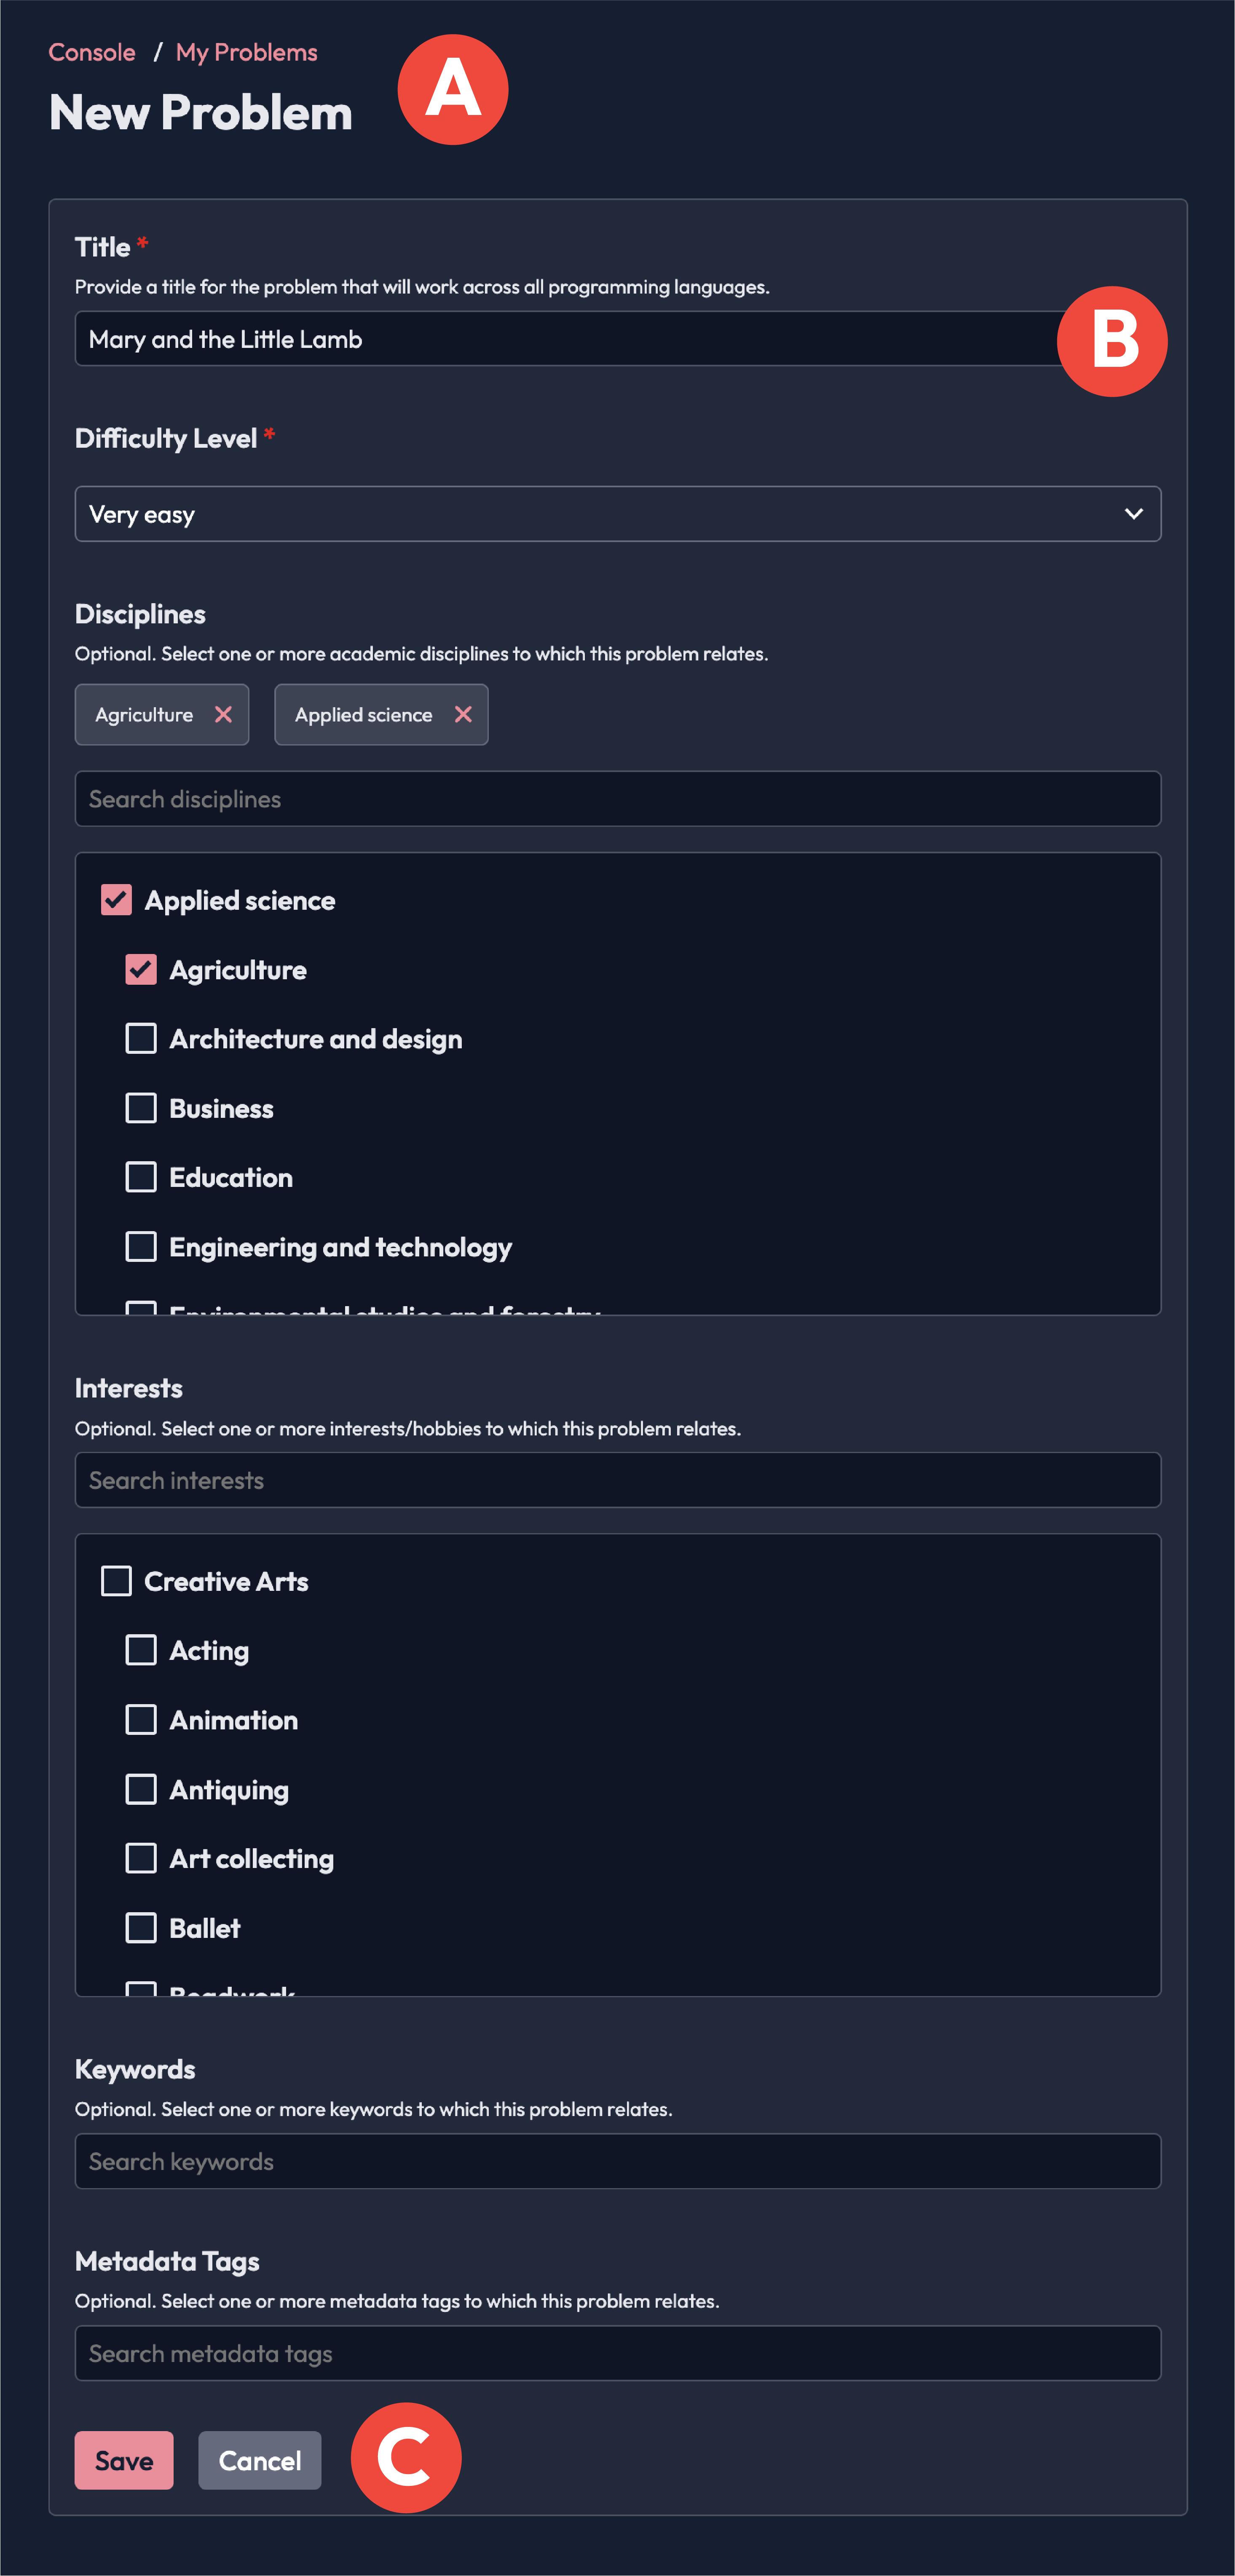 Console / My Problems
A
New Problem
Title *
Provide a title for the problem that will work across all programming languages.
Mary and the Little Lamb
B
Difficulty Level *
Very easy
Disciplines
Optional. Select one or more academic disciplines to which this problem relates.
Agriculture
Applied science
Search disciplines
Applied science
Agriculture
Architecture and design
Business
Education
Engineering and technology
Environmental studies and forestry
Interests
Optional. Select one or more interests/hobbies to which this problem relates.
Search interests
Creative Arts
Acting
Animation
Antiquing
Art collecting
Ballet
Beadwork
Keywords
Optional. Select one or more keywords to which this problem relates.
Search keywords
Metadata Tags
Optional. Select one or more metadata tags to which this problem relates.
Search metadata tags
Save
Cancel
C